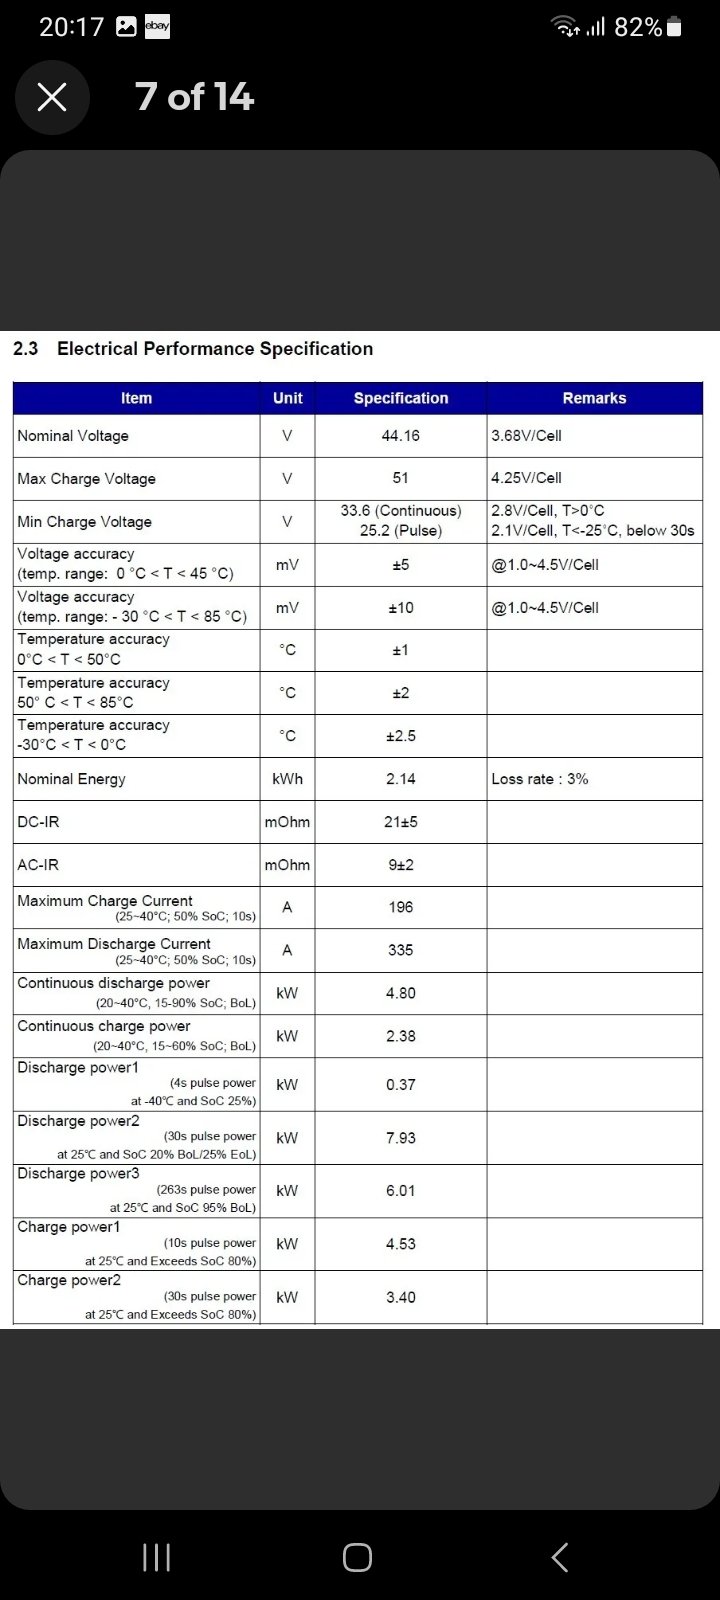 20:17 ebay 82%
7 of 14
2.3 Electrical Performance Specification
Item Unit Specification Remarks
Nominal Voltage V 44.16 3.68V/Cell
Max Charge Voltage V 51 4.25V/Cell
Min Charge Voltage V 33.6 (Continuous) 2.8V/Cell, T>0°C
25.2 (Pulse) 2.1V/Cell, T<-25°C, below 30s
Voltage accuracy
(temp. range: 0 °C < T < 45 °C) mV ±5 @1.0~4.5V/Cell
Voltage accuracy
(temp. range: - 30 °C < T < 85 °C) mV ±10 @1.0~4.5V/Cell
Temperature accuracy
0°C < T < 50°C °C ±1
Temperature accuracy
50° C < T < 85°C °C ±2
Temperature accuracy
-30°C < T < 0°C °C ±2.5
Nominal Energy kWh 2.14 Loss rate : 3%
DC-IR mOhm 21±5
AC-IR mOhm 9±2
Maximum Charge Current
(25~40°C; 50% SoC; 10s) A 196
Maximum Discharge Current
(25~40°C; 50% SoC; 10s) A 335
Continuous discharge power
(20~40°C, 15-90% SoC; BoL) kW 4.80
Continuous charge power
(20~40°C, 15~60% SoC; BoL) kW 2.38
Discharge power1
(4s pulse power
at -40℃ and SoC 25%) kW 0.37
Discharge power2
(30s pulse power
at 25℃ and SoC 20% BoL/25% EoL) kW 7.93
Discharge power3
(263s pulse power
at 25℃ and SoC 95% BoL) kW 6.01
Charge power1
(10s pulse power
at 25℃ and Exceeds SoC 80%) kW 4.53
Charge power2
(30s pulse power
at 25℃ and Exceeds SoC 80%) kW 3.40